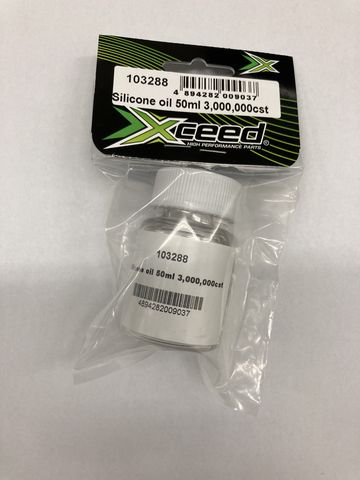 103288
4 894282 009037
Silicone oil 50ml 3,000,000cst
Xceed®
HIGH PERFORMANCE PARTS
103288
Silicone oil 50ml 3,000,000cst
4894282009037